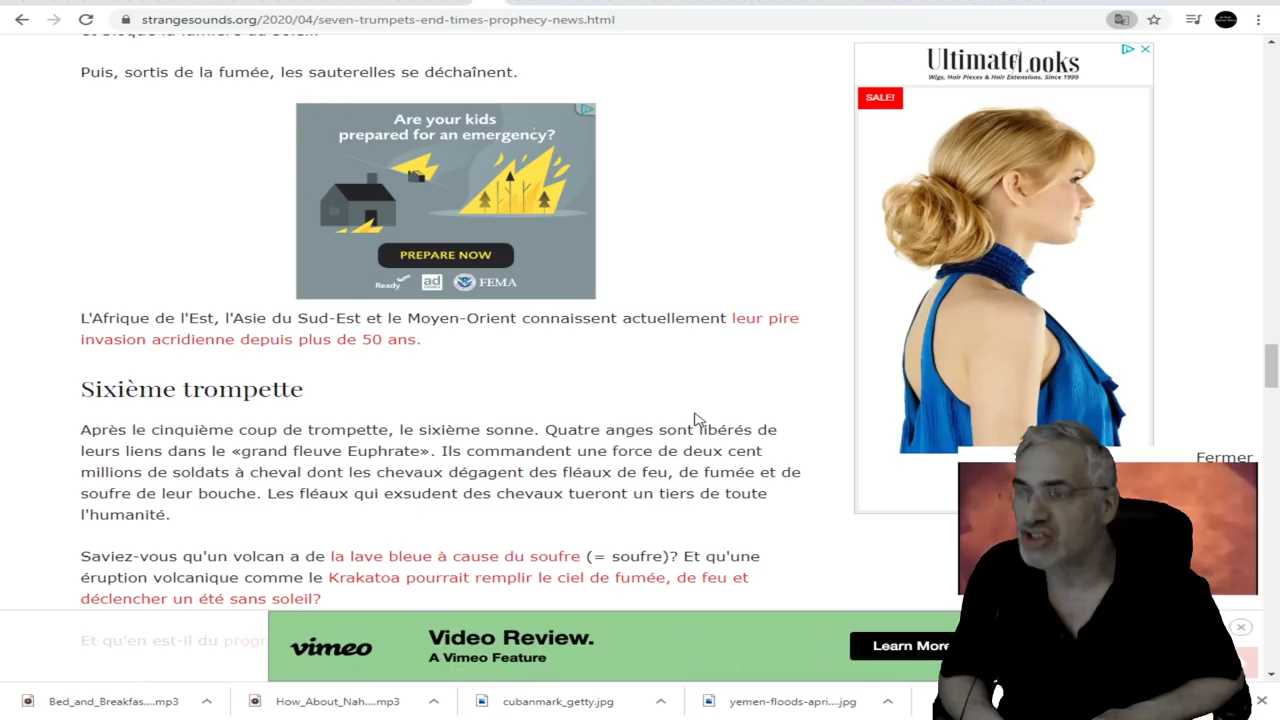 strangesounds.org/2020/04/seven-trumpets-end-times-prophecy-news.html
Puis, sortis de la fumée, les sauterelles se déchaînent.
Are your kids
prepared for an emergency?
PREPARE NOW
Ready
ad
FEMA
UltimateLooks
Wigs, Hair Pieces & Hair Extensions. Since 1999
SALE!
L'Afrique de l'Est, l'Asie du Sud-Est et le Moyen-Orient connaissent actuellement leur pire
invasion acridienne depuis plus de 50 ans.
Sixième trompette
Après le cinquième coup de trompette, le sixième sonne. Quatre anges sont libérés de
leurs liens dans le «grand fleuve Euphrate». Ils commandent une force de deux cent
millions de soldats à cheval dont les chevaux dégagent des fléaux de feu, de fumée et de
soufre de leur bouche. Les fléaux qui exsudent des chevaux tueront un tiers de toute
l'humanité.
Fermer
Saviez-vous qu'un volcan a de la lave bleue à cause du soufre (= soufre)? Et qu'une
éruption volcanique comme le Krakatoa pourrait remplir le ciel de fumée, de feu et
déclencher un été sans soleil?
Et qu'en est-il du progr
vimeo
Video Review.
A Vimeo Feature
Learn More
Bed_and_Breakfas....mp3
How_About_Nah....mp3
cubanmark_getty.jpg
yemen-floods-apri....jpg